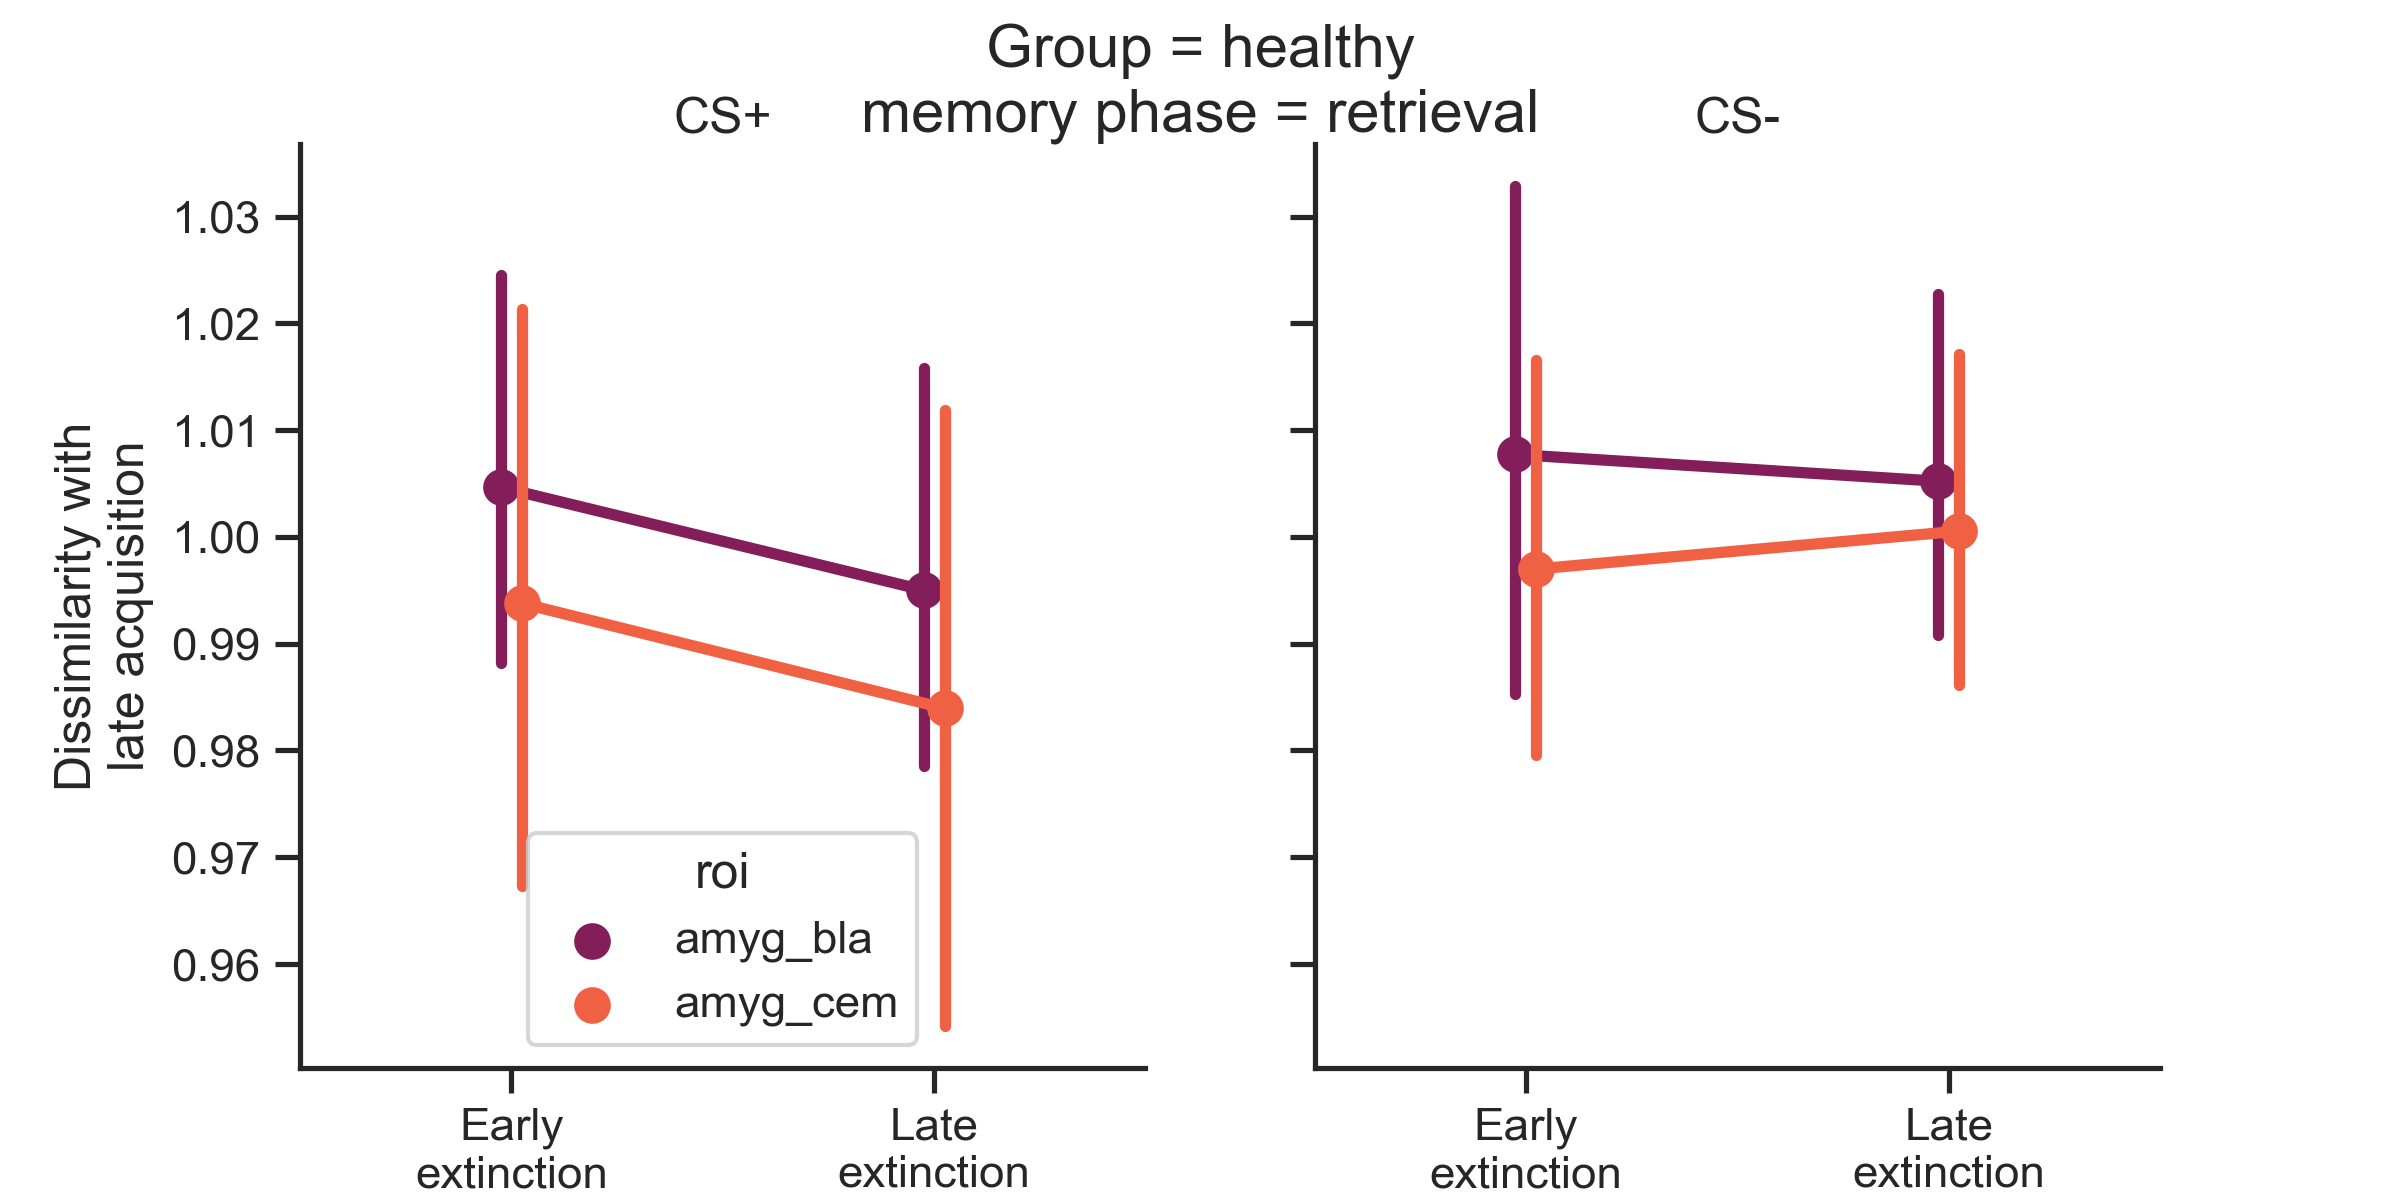 Group = healthy
memory phase = retrieval
CS+
CS-
Dissimilarity with
late acquisition
1.03
1.02
1.01
1.00
0.99
0.98
0.97
0.96
roi
amyg_bla
amyg_cem
Early
extinction
Late
extinction
Early
extinction
Late
extinction